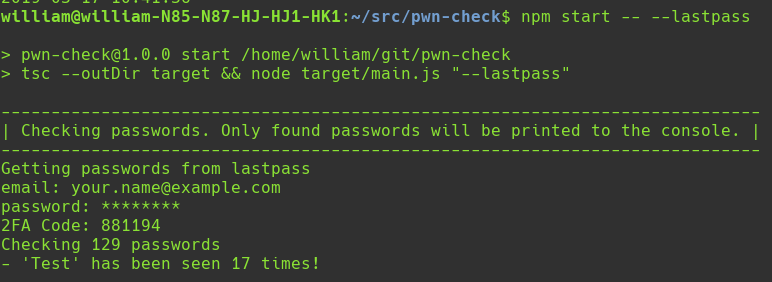 william@william-N85-N87-HJ-HJ1-HK1:~/src/pwn-check$ npm start -- --lastpass
> pwn-check@1.0.0 start /home/william/git/pwn-check
> tsc --outDir target && node target/main.js "--lastpass"
----------------------------------------------------------------------------
| Checking passwords. Only found passwords will be printed to the console. |
----------------------------------------------------------------------------
Getting passwords from lastpass
email: your.name@example.com
password: ********
2FA Code: 881194
Checking 129 passwords
- 'Test' has been seen 17 times!